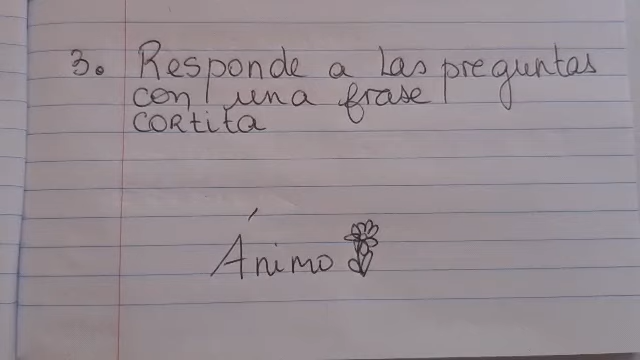 3. Responde a las preguntas
con una frase
cortita
Ánimo